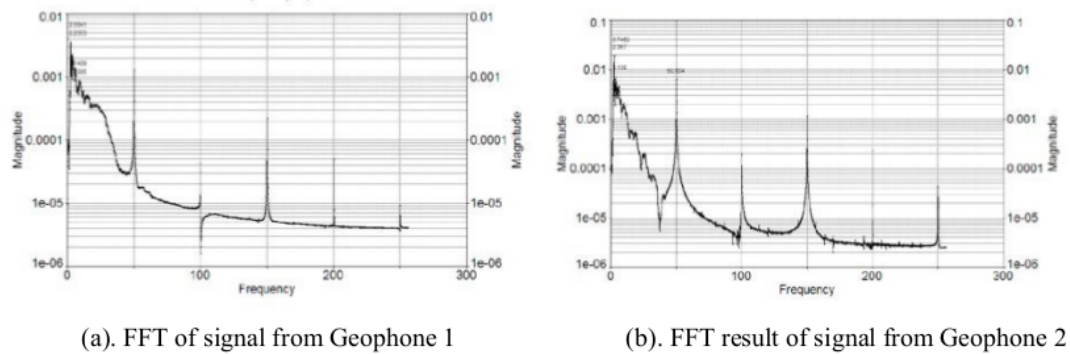 0.01 0.01
0.001 0.001
0.0001 0.0001
1e-05 1e-05
1e-06 1e-06
Magnitude
Magnitude
0 100 200 300
Frequency
(a). FFT of signal from Geophone 1
0.1 0.1
0.01 0.01
0.001 0.001
0.0001 0.0001
1e-05 1e-05
1e-06 1e-06
Magnitude
Magnitude
0 100 200 300
Frequency
(b). FFT result of signal from Geophone 2